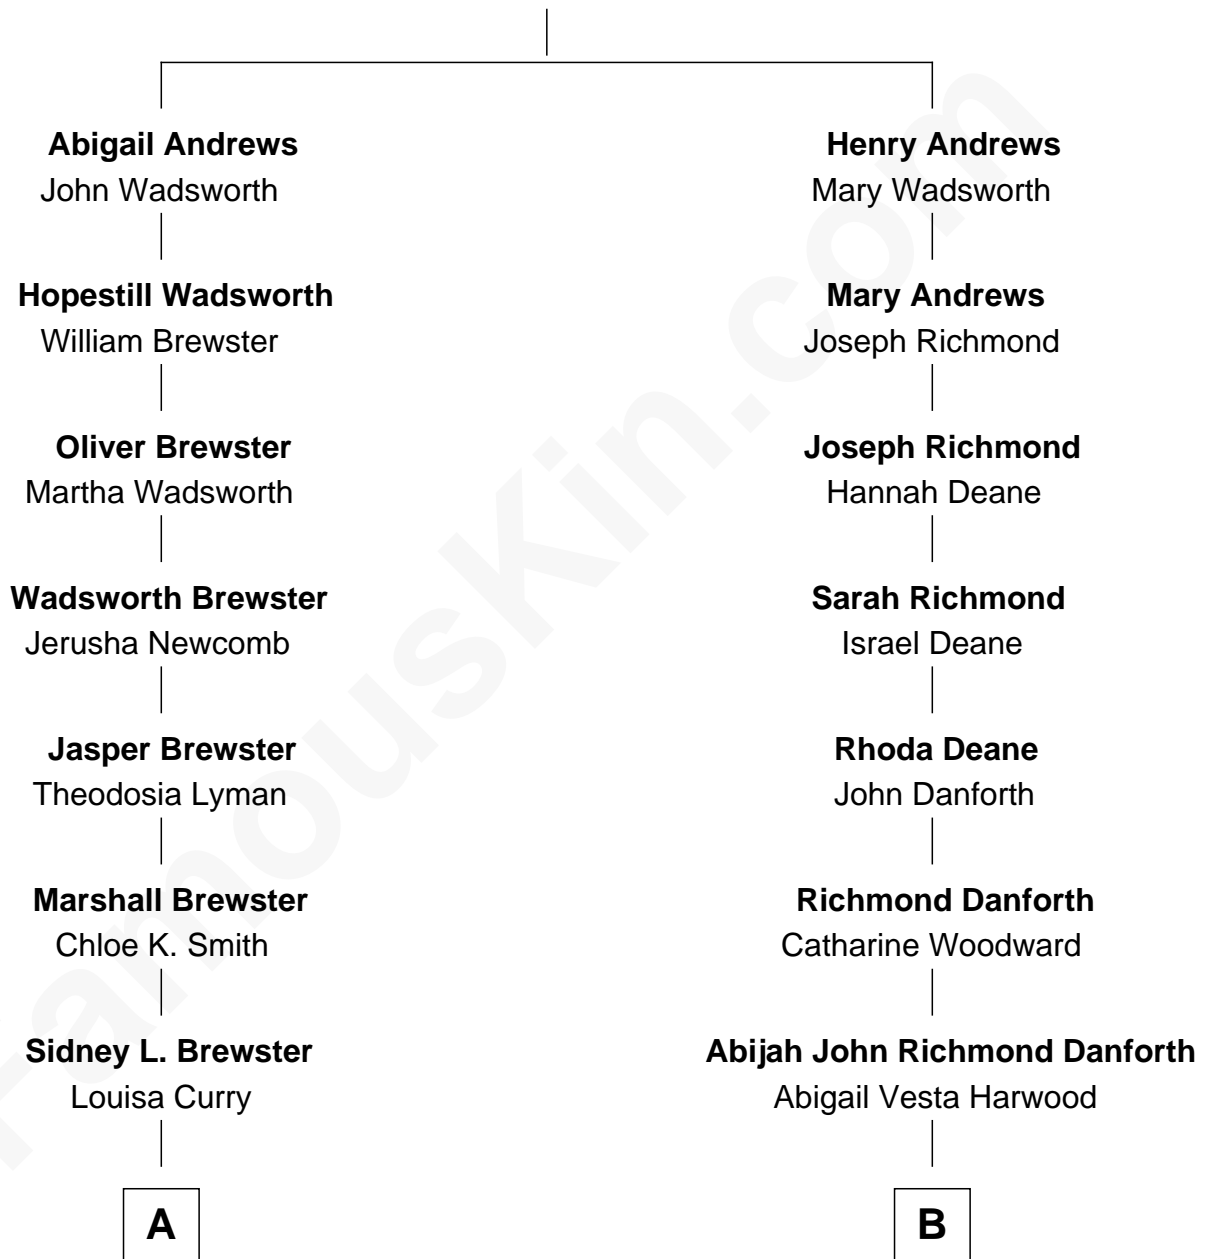 Abigail Andrews
John Wadsworth
Henry Andrews
Mary Wadsworth
Hopestill Wadsworth
William Brewster
Mary Andrews
Joseph Richmond
Oliver Brewster
Martha Wadsworth
Joseph Richmond
Hannah Deane
Wadsworth Brewster
Jerusha Newcomb
Sarah Richmond
Israel Deane
Jasper Brewster
Theodosia Lyman
Rhoda Deane
John Danforth
Marshall Brewster
Chloe K. Smith
Richmond Danforth
Catharine Woodward
Sidney L. Brewster
Louisa Curry
Abijah John Richmond Danforth
Abigail Vesta Harwood
A
B
FamousKin.com